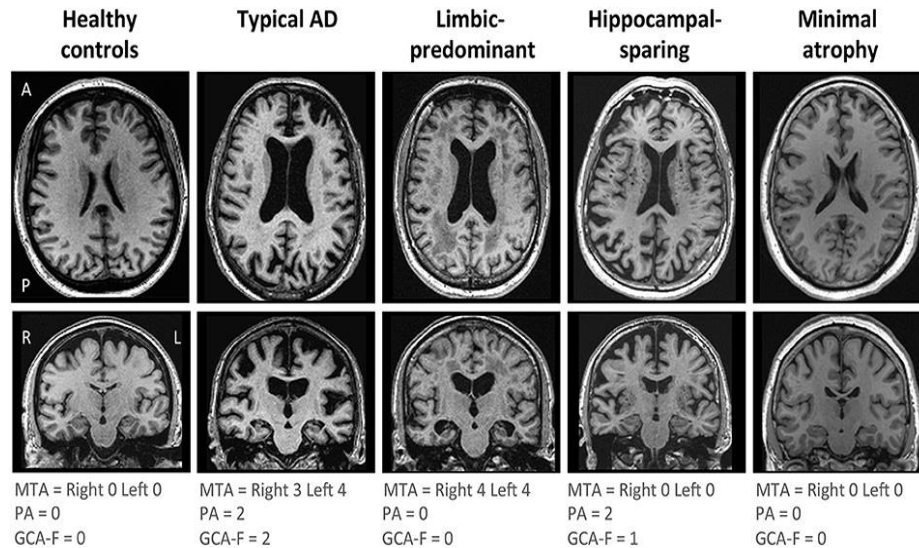 Healthy controls
Typical AD
Limbic-predominant
Hippocampal-sparing
Minimal atrophy
A
P
R
L
MTA = Right 0 Left 0
PA = 0
GCA-F = 0
MTA = Right 3 Left 4
PA = 2
GCA-F = 2
MTA = Right 4 Left 4
PA = 0
GCA-F = 0
MTA = Right 0 Left 0
PA = 2
GCA-F = 1
MTA = Right 0 Left 0
PA = 0
GCA-F = 0